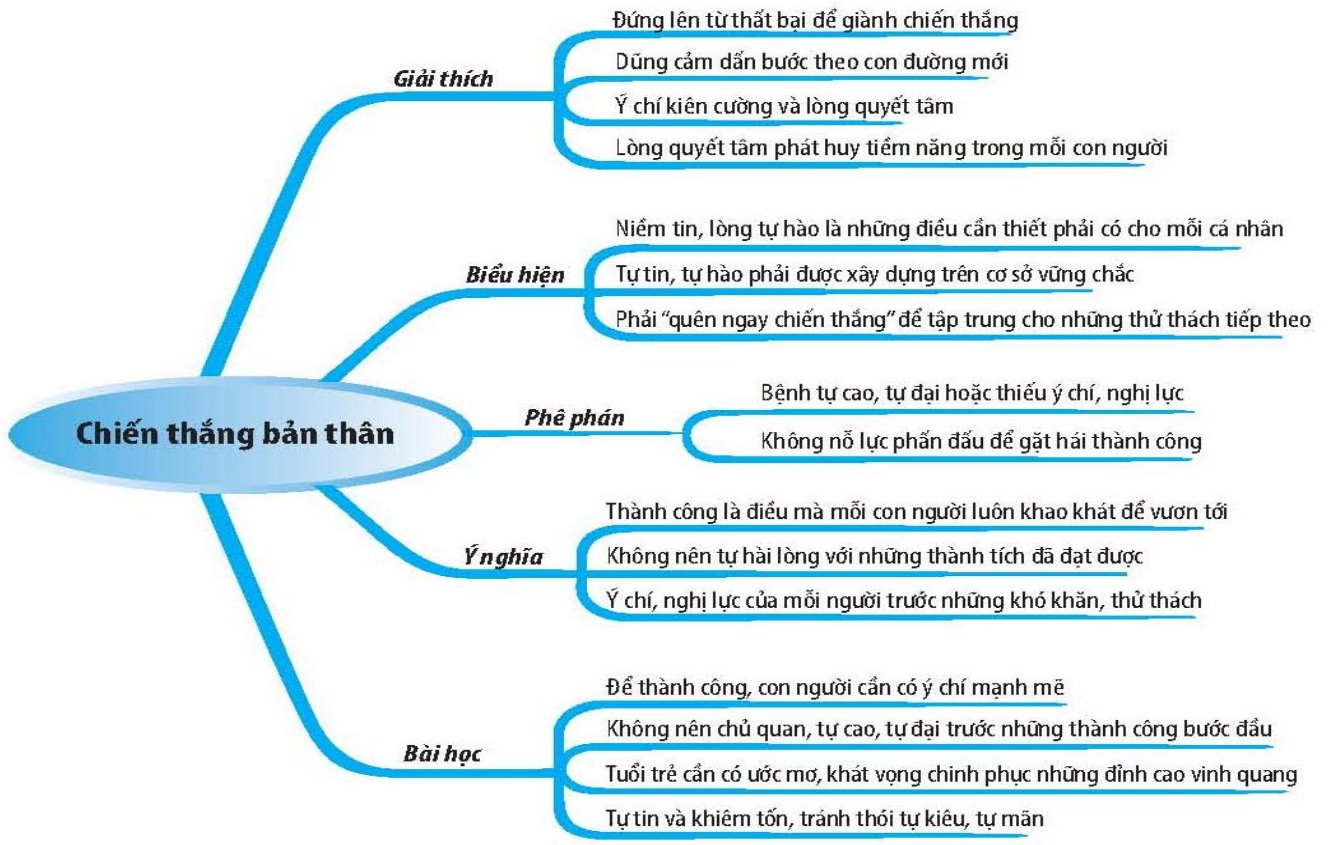 Chiến thắng bản thân
Giải thích
Đứng lên từ thất bại để giành chiến thắng
Dũng cảm dấn bước theo con đường mới
Ý chí kiên cường và lòng quyết tâm
Lòng quyết tâm phát huy tiềm năng trong mỗi con người
Biểu hiện
Niềm tin, lòng tự hào là những điều cần thiết phải có cho mỗi cá nhân
Tự tin, tự hào phải được xây dựng trên cơ sở vững chắc
Phải "quên ngay chiến thắng" để tập trung cho những thử thách tiếp theo
Phê phán
Bệnh tự cao, tự đại hoặc thiếu ý chí, nghị lực
Không nỗ lực phấn đấu để gặt hái thành công
Ý nghĩa
Thành công là điều mà mỗi con người luôn khao khát để vươn tới
Không nên tự hài lòng với những thành tích đã đạt được
Ý chí, nghị lực của mỗi người trước những khó khăn, thử thách
Bài học
Để thành công, con người cần có ý chí mạnh mẽ
Không nên chủ quan, tự cao, tự đại trước những thành công bước đầu
Tuổi trẻ cần có ước mơ, khát vọng chinh phục những đỉnh cao vinh quang
Tự tin và khiêm tốn, tránh thói tự kiêu, tự mãn